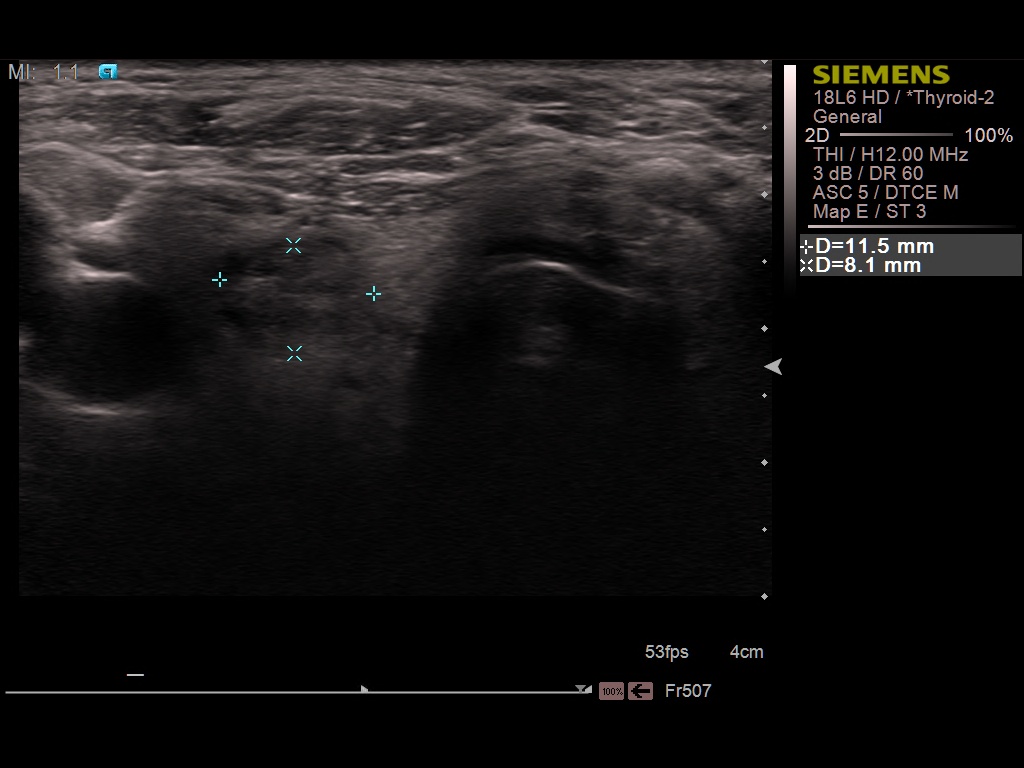 MI: 1.1
SIEMENS
18L6 HD / *Thyroid-2
General
2D 100%
THI / H12.00 MHz
3 dB / DR 60
ASC 5 / DTCE M
Map E / ST 3
D=11.5 mm
D=8.1 mm
53fps 4cm
100% Fr507